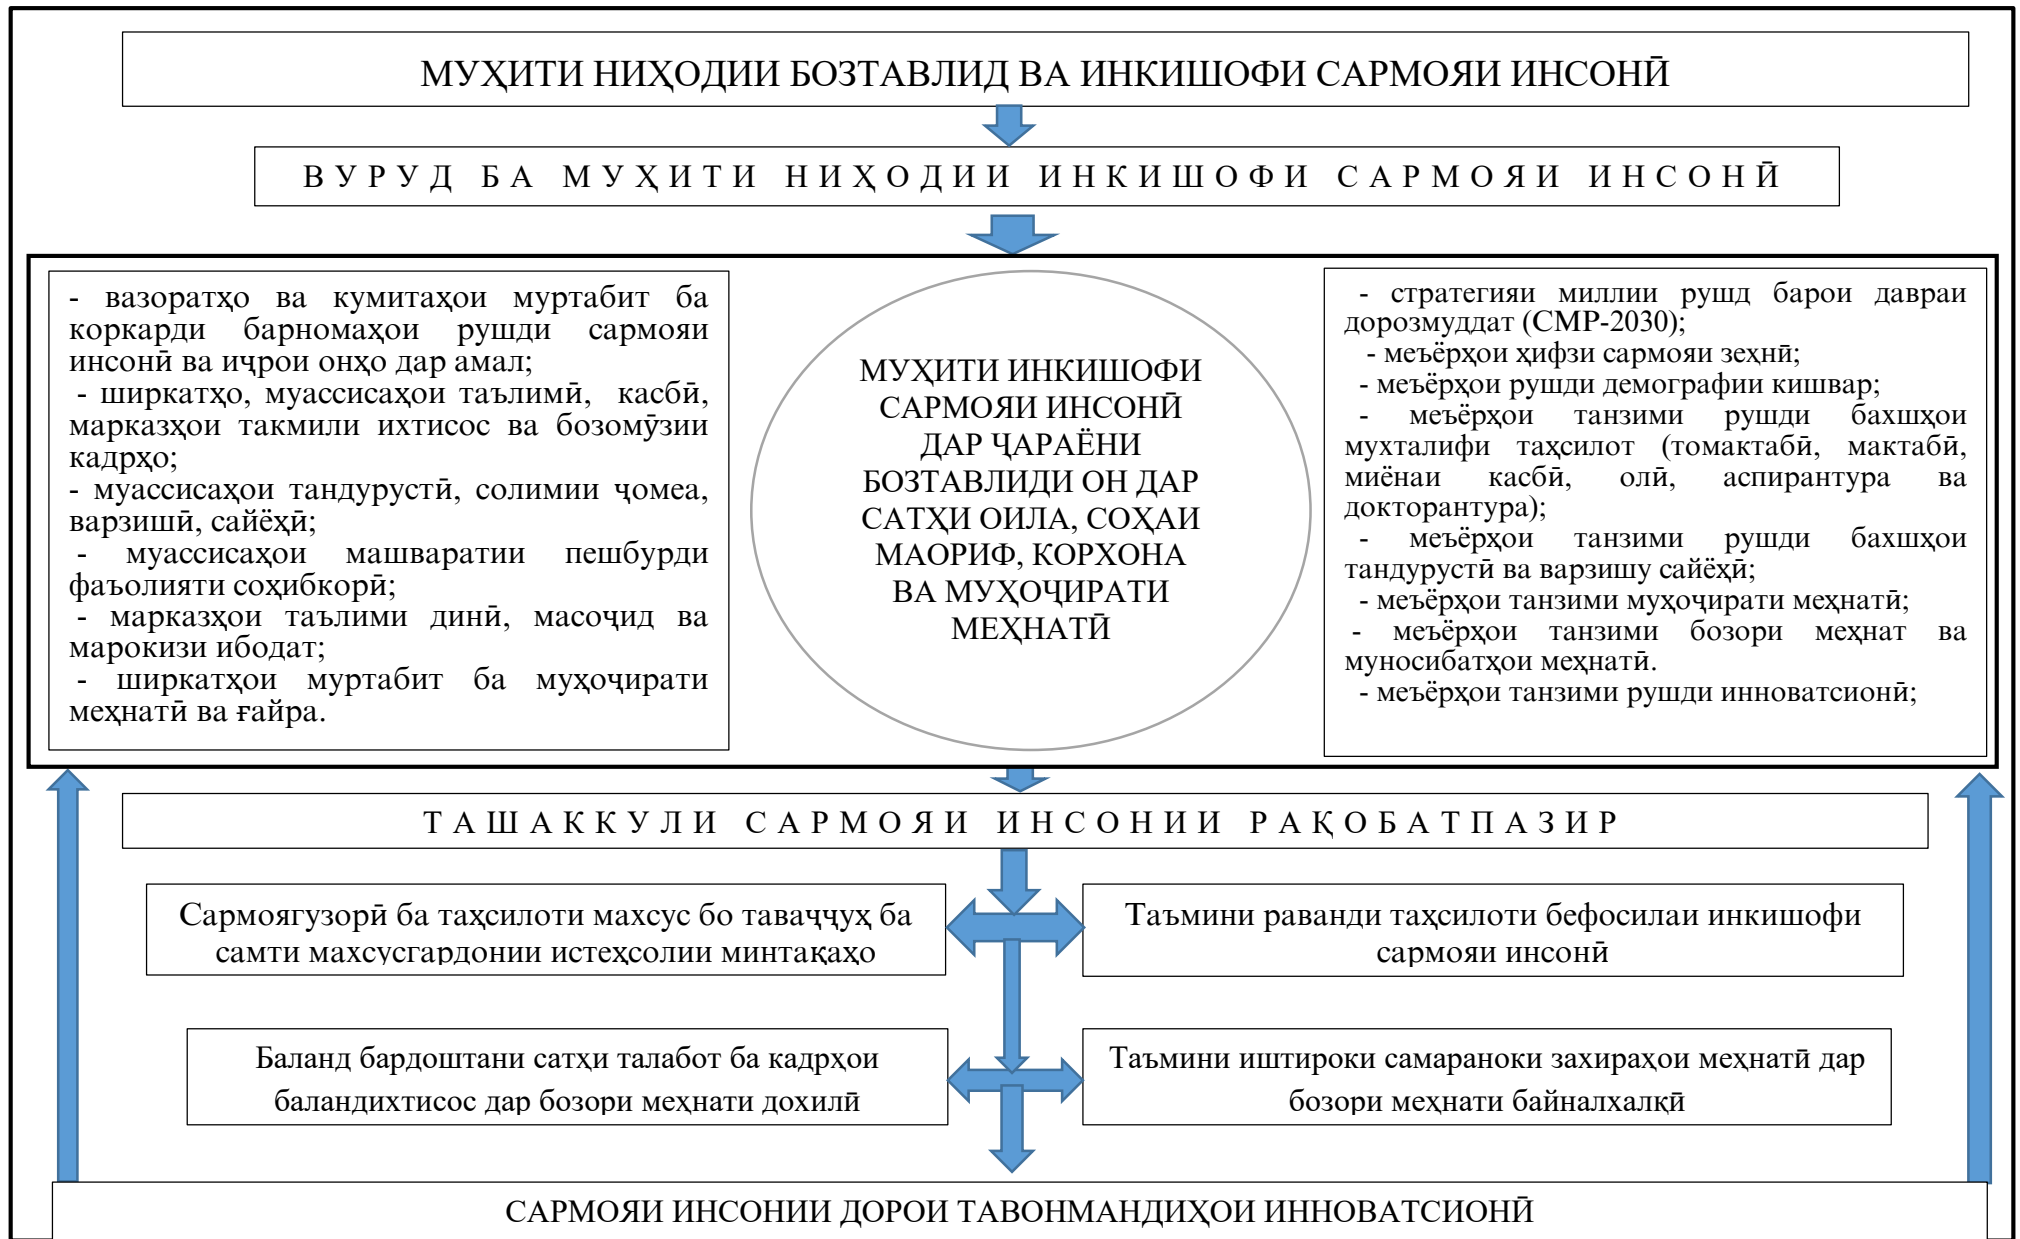 МУҲИТИ НИҲОДИИ БОЗТАВЛИД ВА ИНКИШОФИ САРМОЯИ ИНСОНӢ
ВУРУД БА МУҲИТИ НИҲОДИИ ИНКИШОФИ САРМОЯИ ИНСОНӢ
- вазоратҳо ва кумитаҳои муртабит ба
коркарди барномаҳои рушди сармояи
инсонӣ ва иҷрои онҳо дар амал;
- ширкатҳо, муассисаҳои таълимӣ, касбӣ,
марказҳои такмили ихтисос ва бозомӯзии
кадрҳо;
- муассисаҳои тандурустӣ, солимии ҷомеа,
варзишӣ, сайёҳӣ;
- муассисаҳои машваратии пешбурди
фаъолияти соҳибкорӣ;
- марказҳои таълими динӣ, масоҷид ва
марокизи ибодат;
- ширкатҳои муртабит ба муҳоҷирати
меҳнатӣ ва ғайра.
МУҲИТИ ИНКИШОФИ
САРМОЯИ ИНСОНӢ
ДАР ҶАРАЁНИ
БОЗТАВЛИДИ ОН ДАР
САТҲИ ОИЛА, СОҲАИ
МАОРИФ, КОРХОНА
ВА МУҲОҶИРАТИ
МЕҲНАТӢ
- стратегияи миллии рушд барои давраи
дорозмуддат (СМР-2030);
- меъёрҳои ҳифзи сармояи зеҳнӣ;
- меъёрҳои рушди демографии кишвар;
- меъёрҳои танзими рушди бахшҳои
мухталифи таҳсилот (томактабӣ, мактабӣ,
миёнаи касбӣ, олӣ, аспирантура ва
докторантура);
- меъёрҳои танзими рушди бахшҳои
тандурустӣ ва варзишу сайёҳӣ;
- меъёрҳои танзими муҳоҷирати меҳнатӣ;
- меъёрҳои танзими бозори меҳнат ва
муносибатҳои меҳнатӣ.
- меъёрҳои танзими рушди инноватсионӣ;
ТАШАККУЛИ САРМОЯИ ИНСОНИИ РАҚОБАТПАЗИР
Сармоягузорӣ ба таҳсилоти махсус бо таваҷҷуҳ ба
самти махсусгардонии истеҳсолии минтақаҳо
Таъмини раванди таҳсилоти бефосилаи инкишофи
сармояи инсонӣ
Баланд бардоштани сатҳи талабот ба кадрҳои
баландихтисос дар бозори меҳнати дохилӣ
Таъмини иштироки самараноки захираҳои меҳнатӣ дар
бозори меҳнати байналхалқӣ
САРМОЯИ ИНСОНИИ ДОРОИ ТАВОНМАНДИҲОИ ИННОВАТСИОНӢ